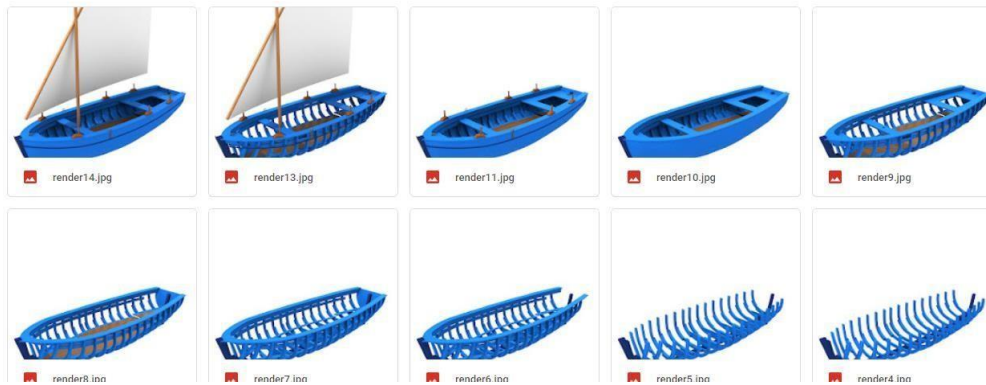 render14.jpg
render13.jpg
render11.jpg
render10.jpg
render9.jpg
render8.jpg
render7.jpg
render6.jpg
render5.jpg
render4.jpg